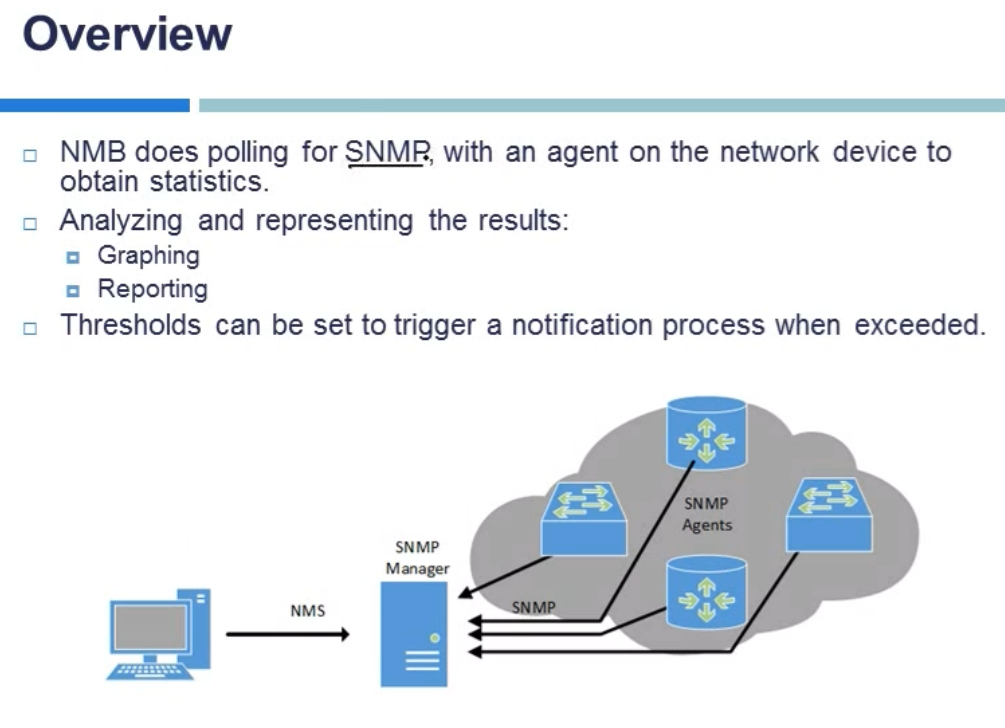 Overview
NMB does polling for SNMP, with an agent on the network device to
obtain statistics.
Analyzing and representing the results:
Graphing
Reporting
Thresholds can be set to trigger a notification process when exceeded.
SNMP
Agents
SNMP
Manager
NMS
SNMP